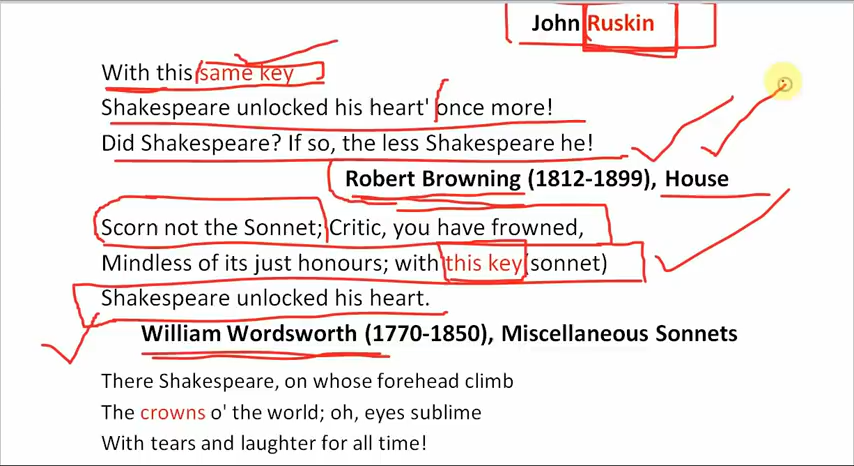 John Ruskin
With this same key
Shakespeare unlocked his heart' once more!
Did Shakespeare? If so, the less Shakespeare he!
Robert Browning (1812-1899), House
Scorn not the Sonnet; Critic, you have frowned,
Mindless of its just honours; with this key (sonnet)
Shakespeare unlocked his heart.
William Wordsworth (1770-1850), Miscellaneous Sonnets
There Shakespeare, on whose forehead climb
The crowns o' the world; oh, eyes sublime
With tears and laughter for all time!